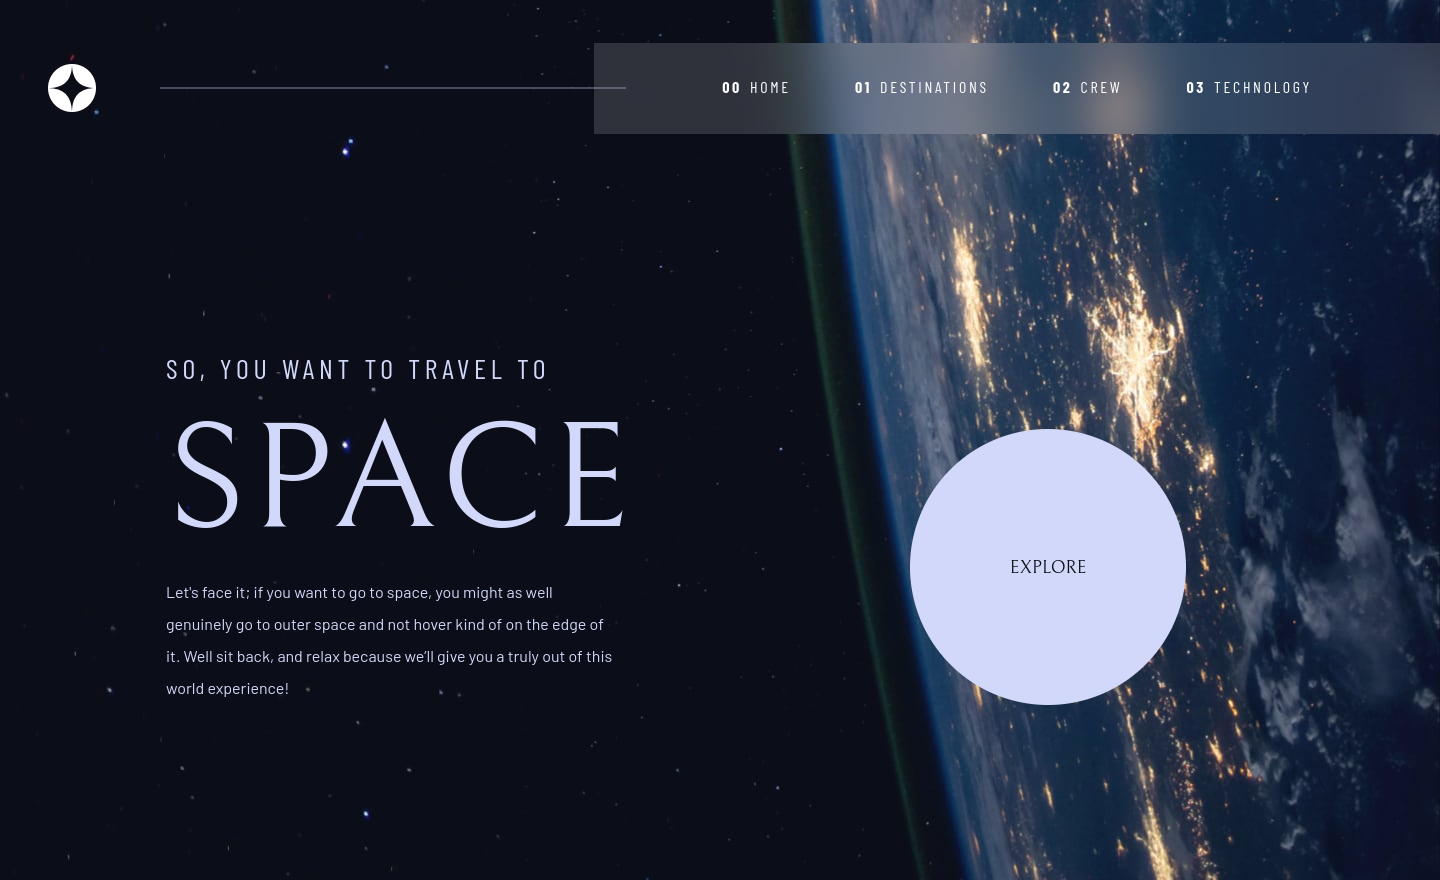 00 HOME 01 DESTINATIONS 02 CREW 03 TECHNOLOGY
SO, YOU WANT TO TRAVEL TO
SPACE
Let's face it; if you want to go to space, you might as well
genuinely go to outer space and not hover kind of on the edge of
it. Well sit back, and relax because we’ll give you a truly out of this
world experience!
EXPLORE